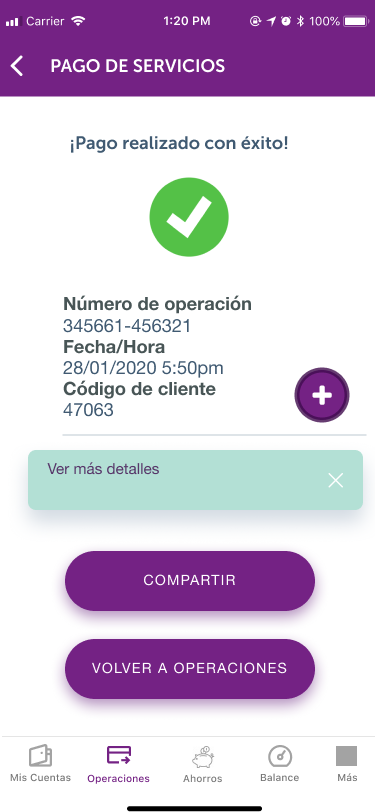 Carrier 1:20 PM 100%
PAGO DE SERVICIOS
¡Pago realizado con éxito!
Número de operación
345661-456321
Fecha/Hora
28/01/2020 5:50pm
Código de cliente
47063
Ver más detalles
COMPARTIR
VOLVER A OPERACIONES
Mis Cuentas Operaciones Ahorros Balance Más